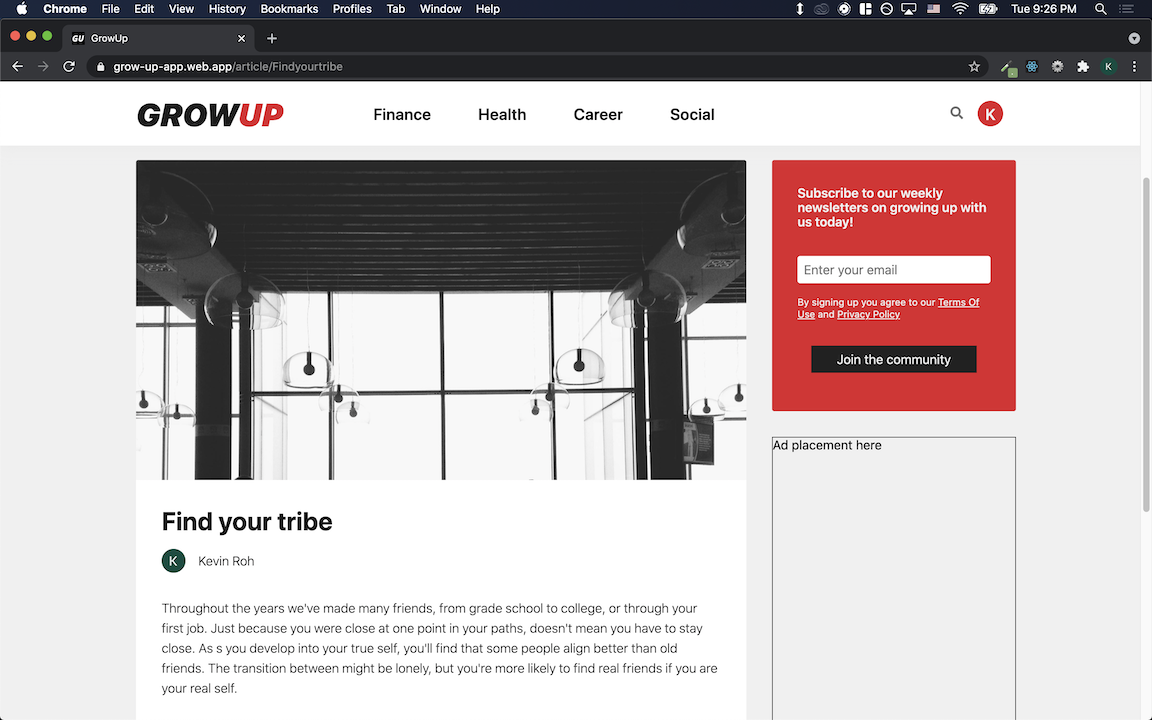 Chrome File Edit View History Bookmarks Profiles Tab Window Help Tue 9:26 PM
GU GrowUp
grow-up-app.web.app/article/Findyourtribe K
GROWUP Finance Health Career Social K
Subscribe to our weekly
newsletters on growing up with
us today!
Enter your email
By signing up you agree to our Terms Of
Use and Privacy Policy
Join the community
Ad placement here
Find your tribe
K Kevin Roh
Throughout the years we've made many friends, from grade school to college, or through your
first job. Just because you were close at one point in your paths, doesn't mean you have to stay
close. As s you develop into your true self, you'll find that some people align better than old
friends. The transition between might be lonely, but you're more likely to find real friends if you are
your real self.